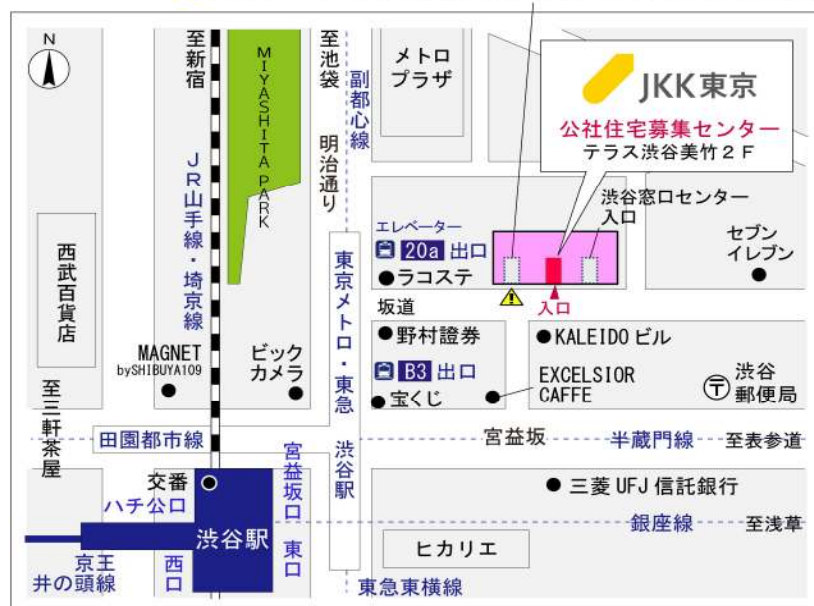 N
至新宿
MIYASHITA PARK
至池袋
副都心線
明治通り
メトロ
プラザ
JKK東京
公社住宅募集センター
テラス渋谷美竹2F
JR山手線・埼京線
西武百貨店
エレベーター
20a 出口
ラコステ
渋谷窓口センター
入口
セブン
イレブン
入口
坂道
東京メトロ・東急
渋谷駅
野村證券
KALEIDO ビル
MAGNET
bySHIBUYA109
ビック
カメラ
B3 出口
宝くじ
EXCELSIOR
CAFFE
渋谷
郵便局
至三軒茶屋
田園都市線
宮益坂
半蔵門線
至表参道
交番
ハチ公口
宮益坂口
三菱 UFJ 信託銀行
渋谷駅
銀座線
至浅草
京王
井の頭線
西口
東口
ヒカリエ
東急東横線